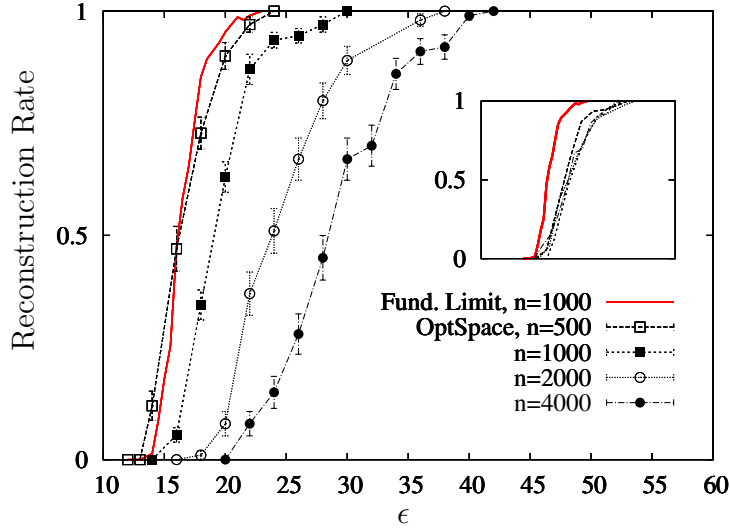 Reconstruction Rate
1
0.5
0
10 15 20 25 30 35 40 45 50 55 60
ϵ
1
0.5
0
Fund. Limit, n=1000
OptSpace, n=500
n=1000
n=2000
n=4000